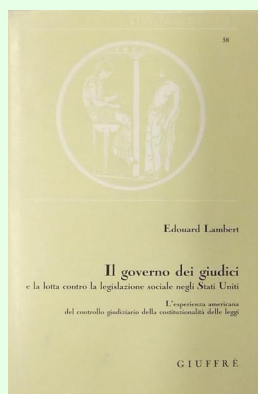 38
Edouard Lambert
Il governo dei giudici
e la lotta contro la legislazione sociale negli Stati Uniti
L'esperienza americana
del controllo giudiziario della costituzionalità delle leggi
GIUFFRÈ